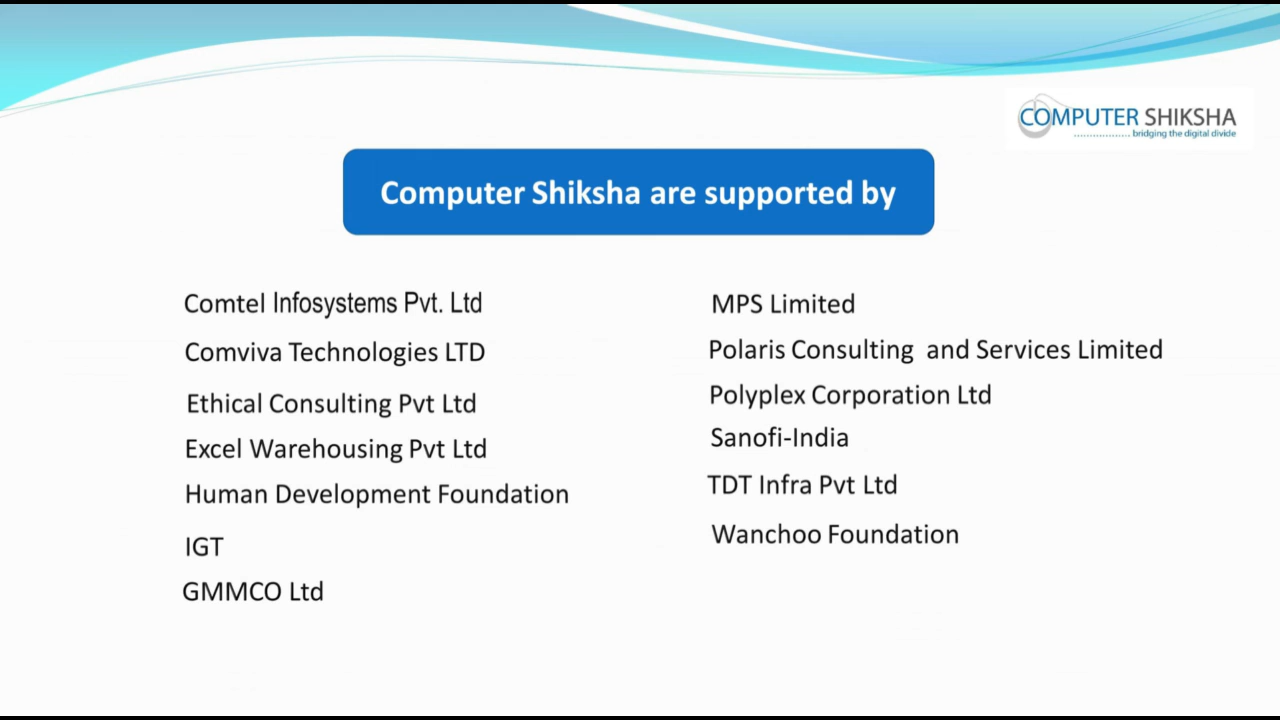 COMPUTER SHIKSHA
bridging the digital divide
Computer Shiksha are supported by
Comtel Infosystems Pvt. Ltd
Comviva Technologies LTD
Ethical Consulting Pvt Ltd
Excel Warehousing Pvt Ltd
Human Development Foundation
IGT
GMMCO Ltd
MPS Limited
Polaris Consulting and Services Limited
Polyplex Corporation Ltd
Sanofi-India
TDT Infra Pvt Ltd
Wanchoo Foundation